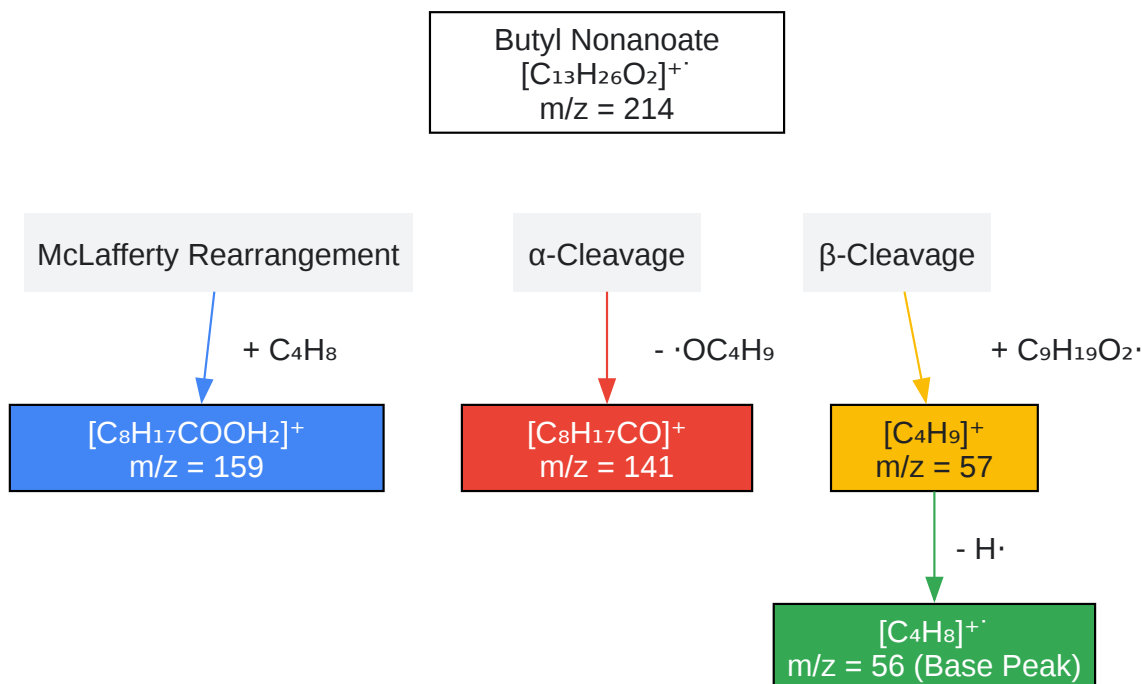 Butyl Nonanoate
[C₁₃H₂₆O₂]⁺˙
m/z = 214
McLafferty Rearrangement
α-Cleavage
β-Cleavage
+ C₄H₈
- ·OC₄H₉
+ C₉H₁₉O₂·
[C₈H₁₇COOH₂]⁺
m/z = 159
[C₈H₁₇CO]⁺
m/z = 141
[C₄H₉]⁺
m/z = 57
- H·
[C₄H₈]⁺˙
m/z = 56 (Base Peak)